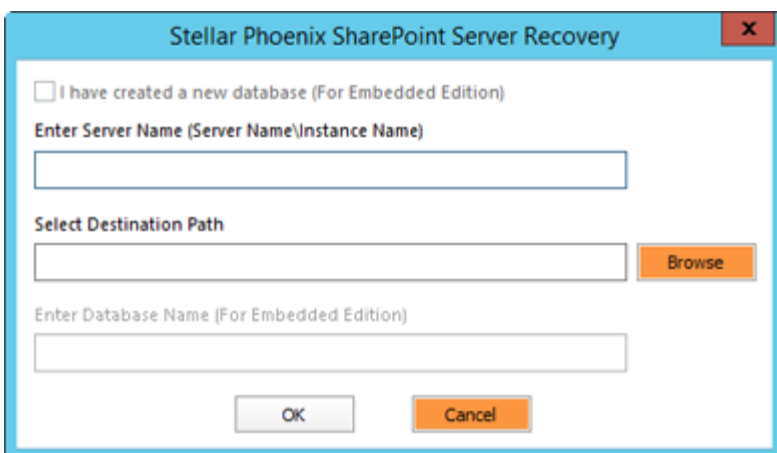 Stellar Phoenix SharePoint Server Recovery
x
I have created a new database (For Embedded Edition)
Enter Server Name (Server Name\Instance Name)
Select Destination Path
Browse
Enter Database Name (For Embedded Edition)
OK
Cancel